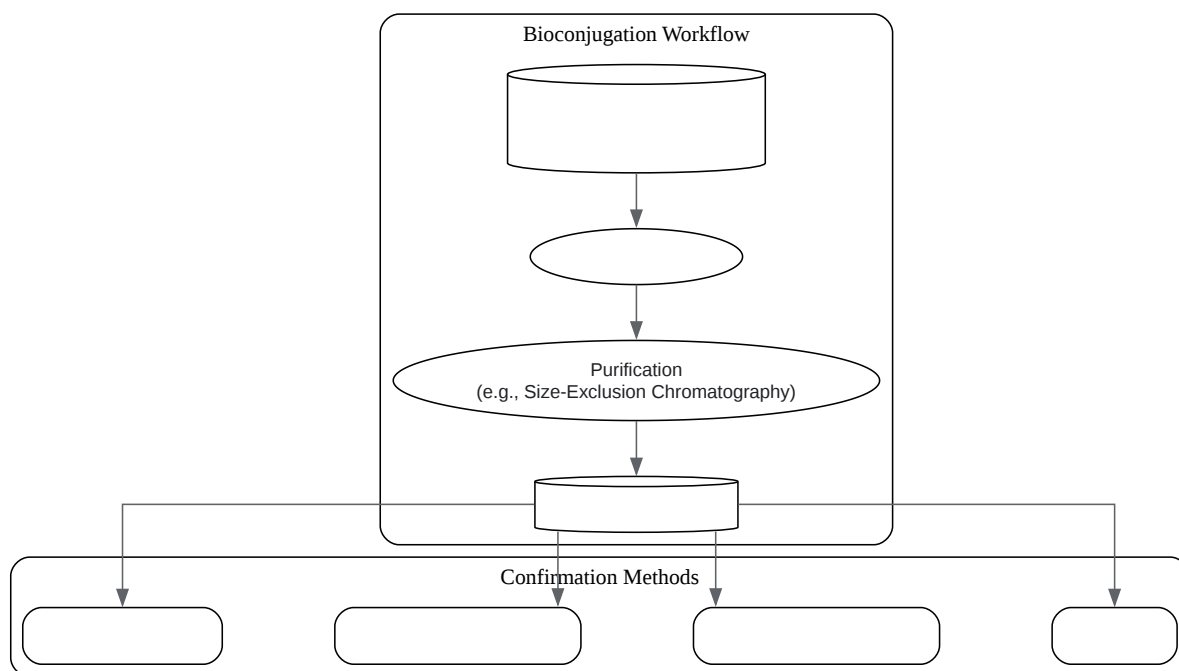 Bioconjugation Workflow
Purification
(e.g., Size-Exclusion Chromatography)
Confirmation Methods